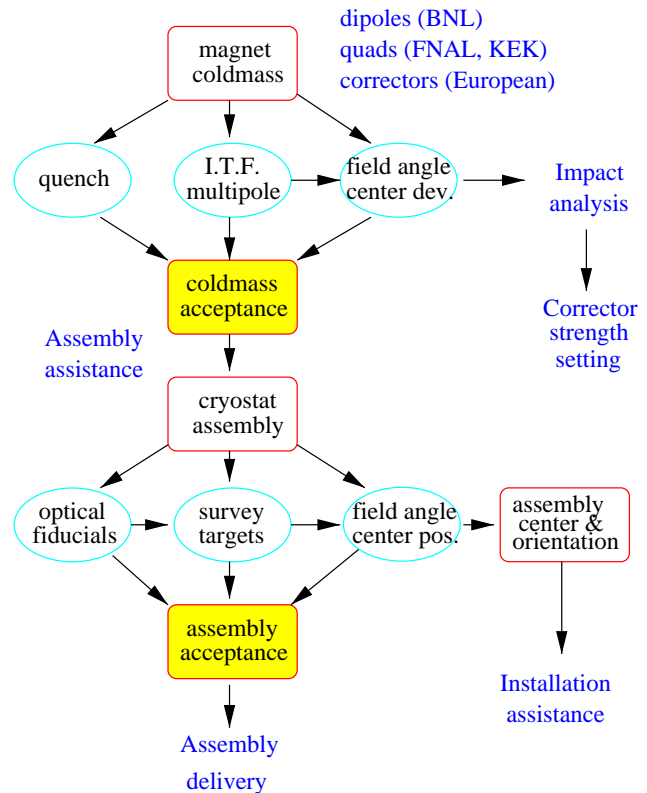 dipoles (BNL)
quads (FNAL, KEK)
correctors (European)
magnet
coldmass
quench
I.T.F.
multipole
field angle
center dev.
Impact
analysis
coldmass
acceptance
Corrector
strength
setting
Assembly
assistance
cryostat
assembly
optical
fiducials
survey
targets
field angle
center pos.
assembly
center &
orientation
assembly
acceptance
Installation
assistance
Assembly
delivery